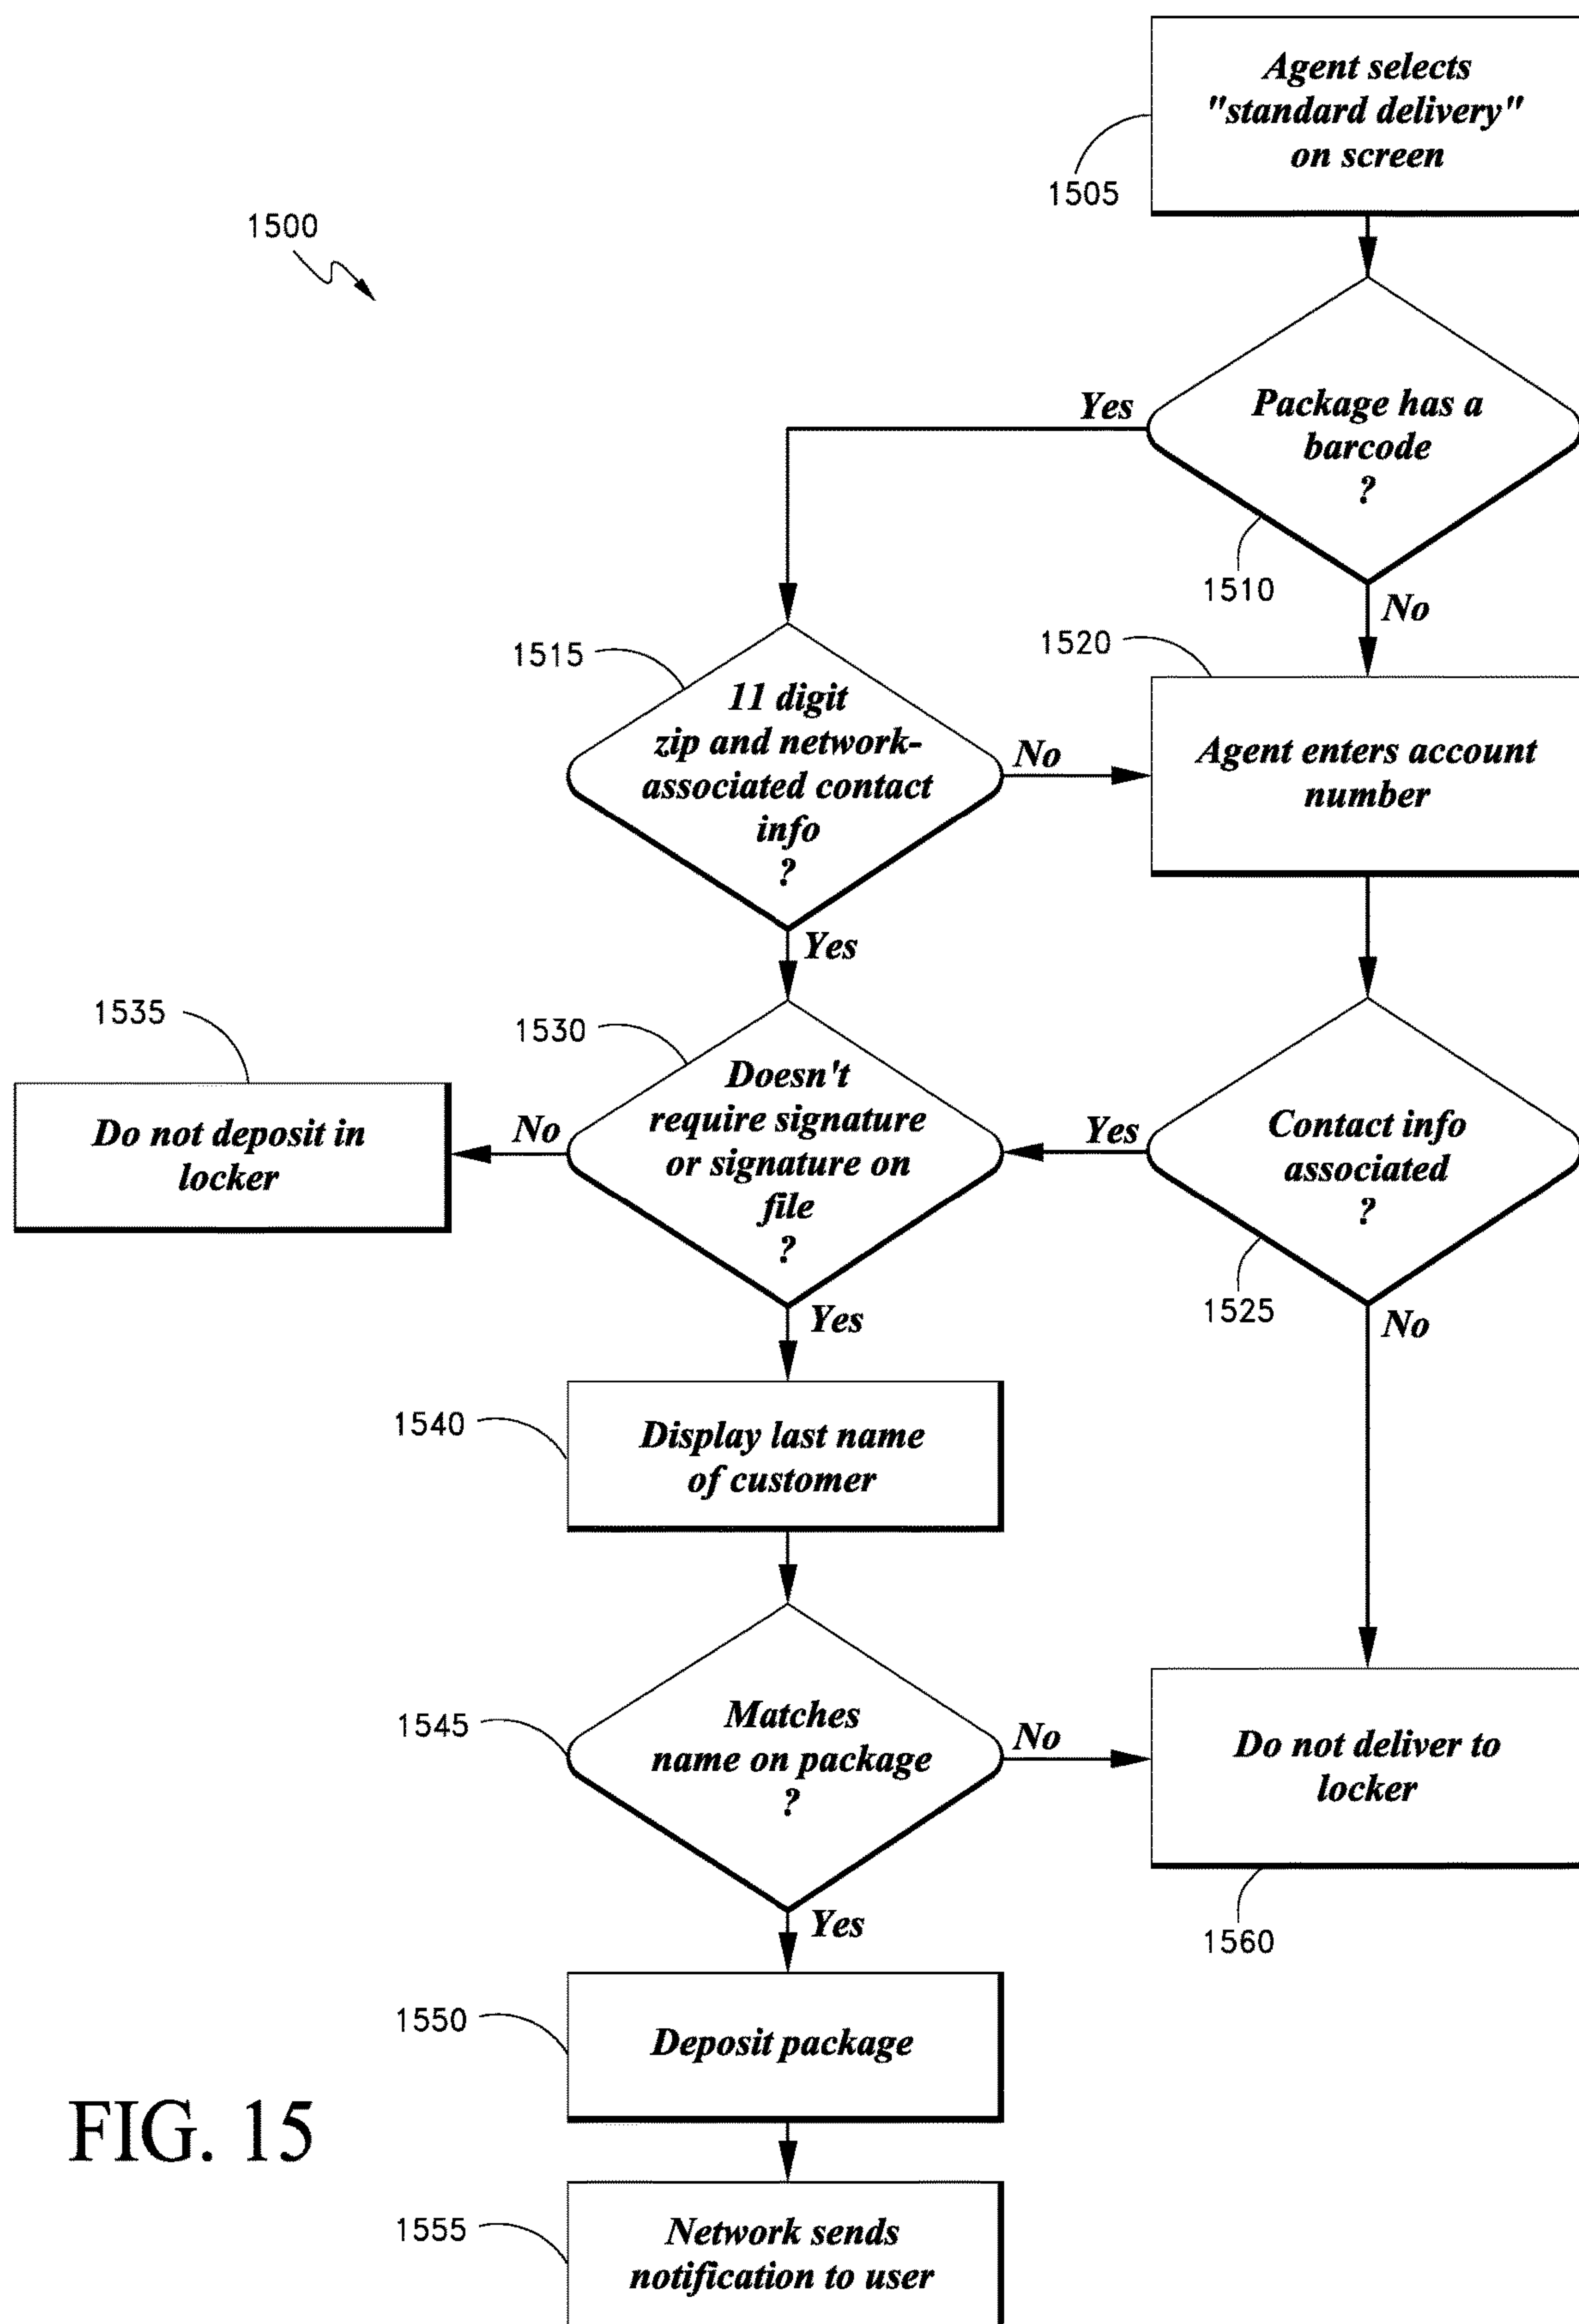 Agent selects
"standard delivery"
on screen
1505
1500
Yes
Package has a
barcode
?
1510
No
1515
11 digit
zip and network-
associated contact
info
?
No
1520
Agent enters account
number
Yes
1535
Do not deposit in
locker
No
1530
Doesn't
require signature
or signature on
file
?
Yes
Contact info
associated
?
1525
No
Yes
1540
Display last name
of customer
1545
Matches
name on package
?
No
Do not deliver to
locker
1560
Yes
1550
Deposit package
FIG. 15
1555
Network sends
notification to user